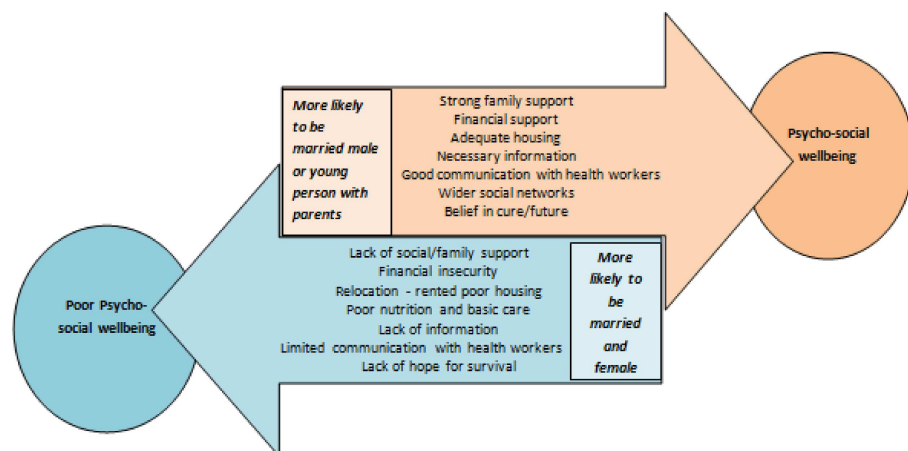 More likely
to be
married male
or young
person with
parents
Strong family support
Financial support
Adequate housing
Necessary information
Good communication with health workers
Wider social networks
Belief in cure/future
Psycho-social
wellbeing
Poor Psycho-
social wellbeing
Lack of social/family support
Financial insecurity
Relocation - rented poor housing
Poor nutrition and basic care
Lack of information
Limited communication with health workers
Lack of hope for survival
More
likely to
be
married
and
female